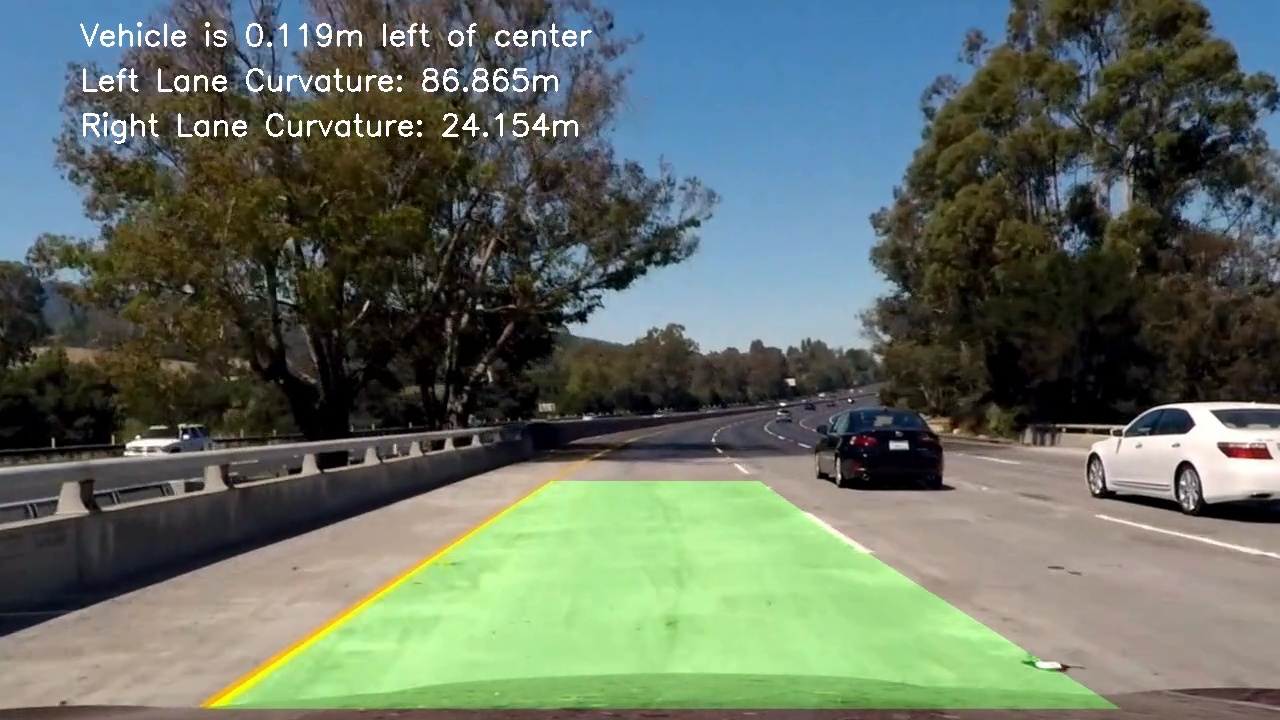 Vehicle is 0.119m left of center
Left Lane Curvature: 86.865m
Right Lane Curvature: 24.154m